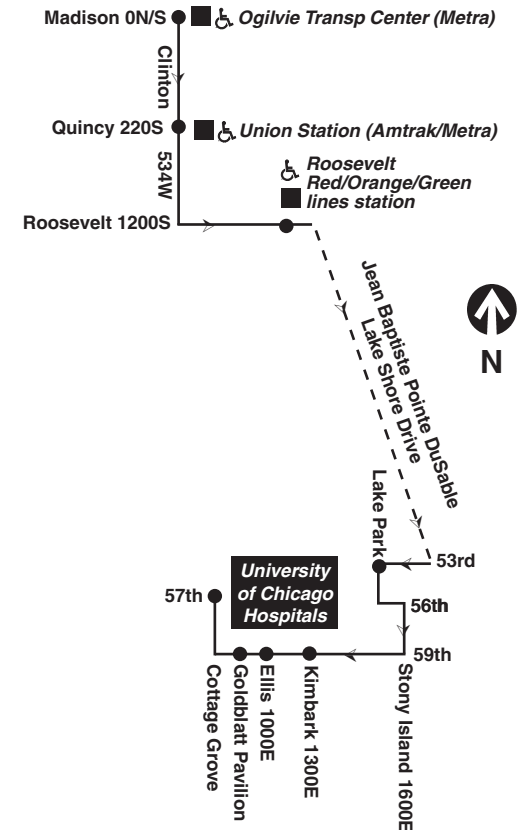 Madison 0N/S
Ogilvie Transp Center (Metra)
Clinton
Quincy 220S
Union Station (Amtrak/Metra)
534W
Roosevelt
Red/Orange/Green
lines station
Roosevelt 1200S
Jean Baptiste Pointe DuSable
Lake Shore Drive
N
Lake Park
53rd
University
of Chicago
Hospitals
57th
56th
59th
Cottage Grove
Goldblatt Pavilion
Ellis 1000E
Kimbark 1300E
Stony Island 1600E